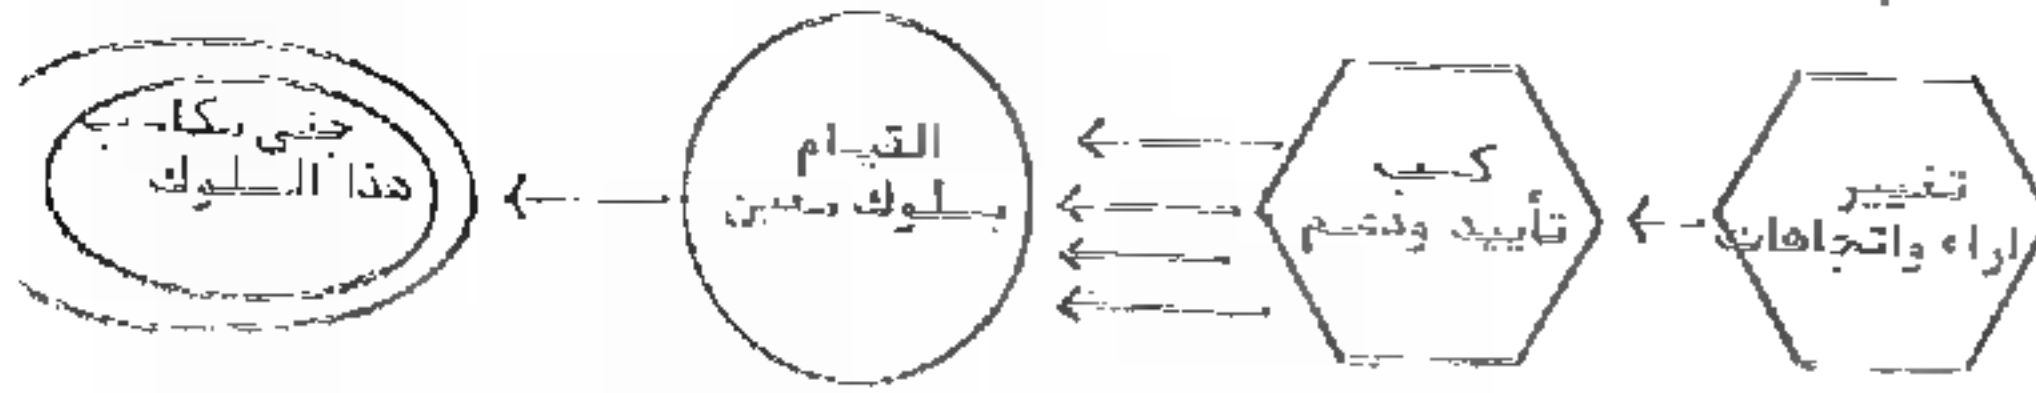 تغيير
اراء واتجاهات
كسب
تأييد ودعم
القيام
بسلوك معين
جني مكاسب
هذا السلوك